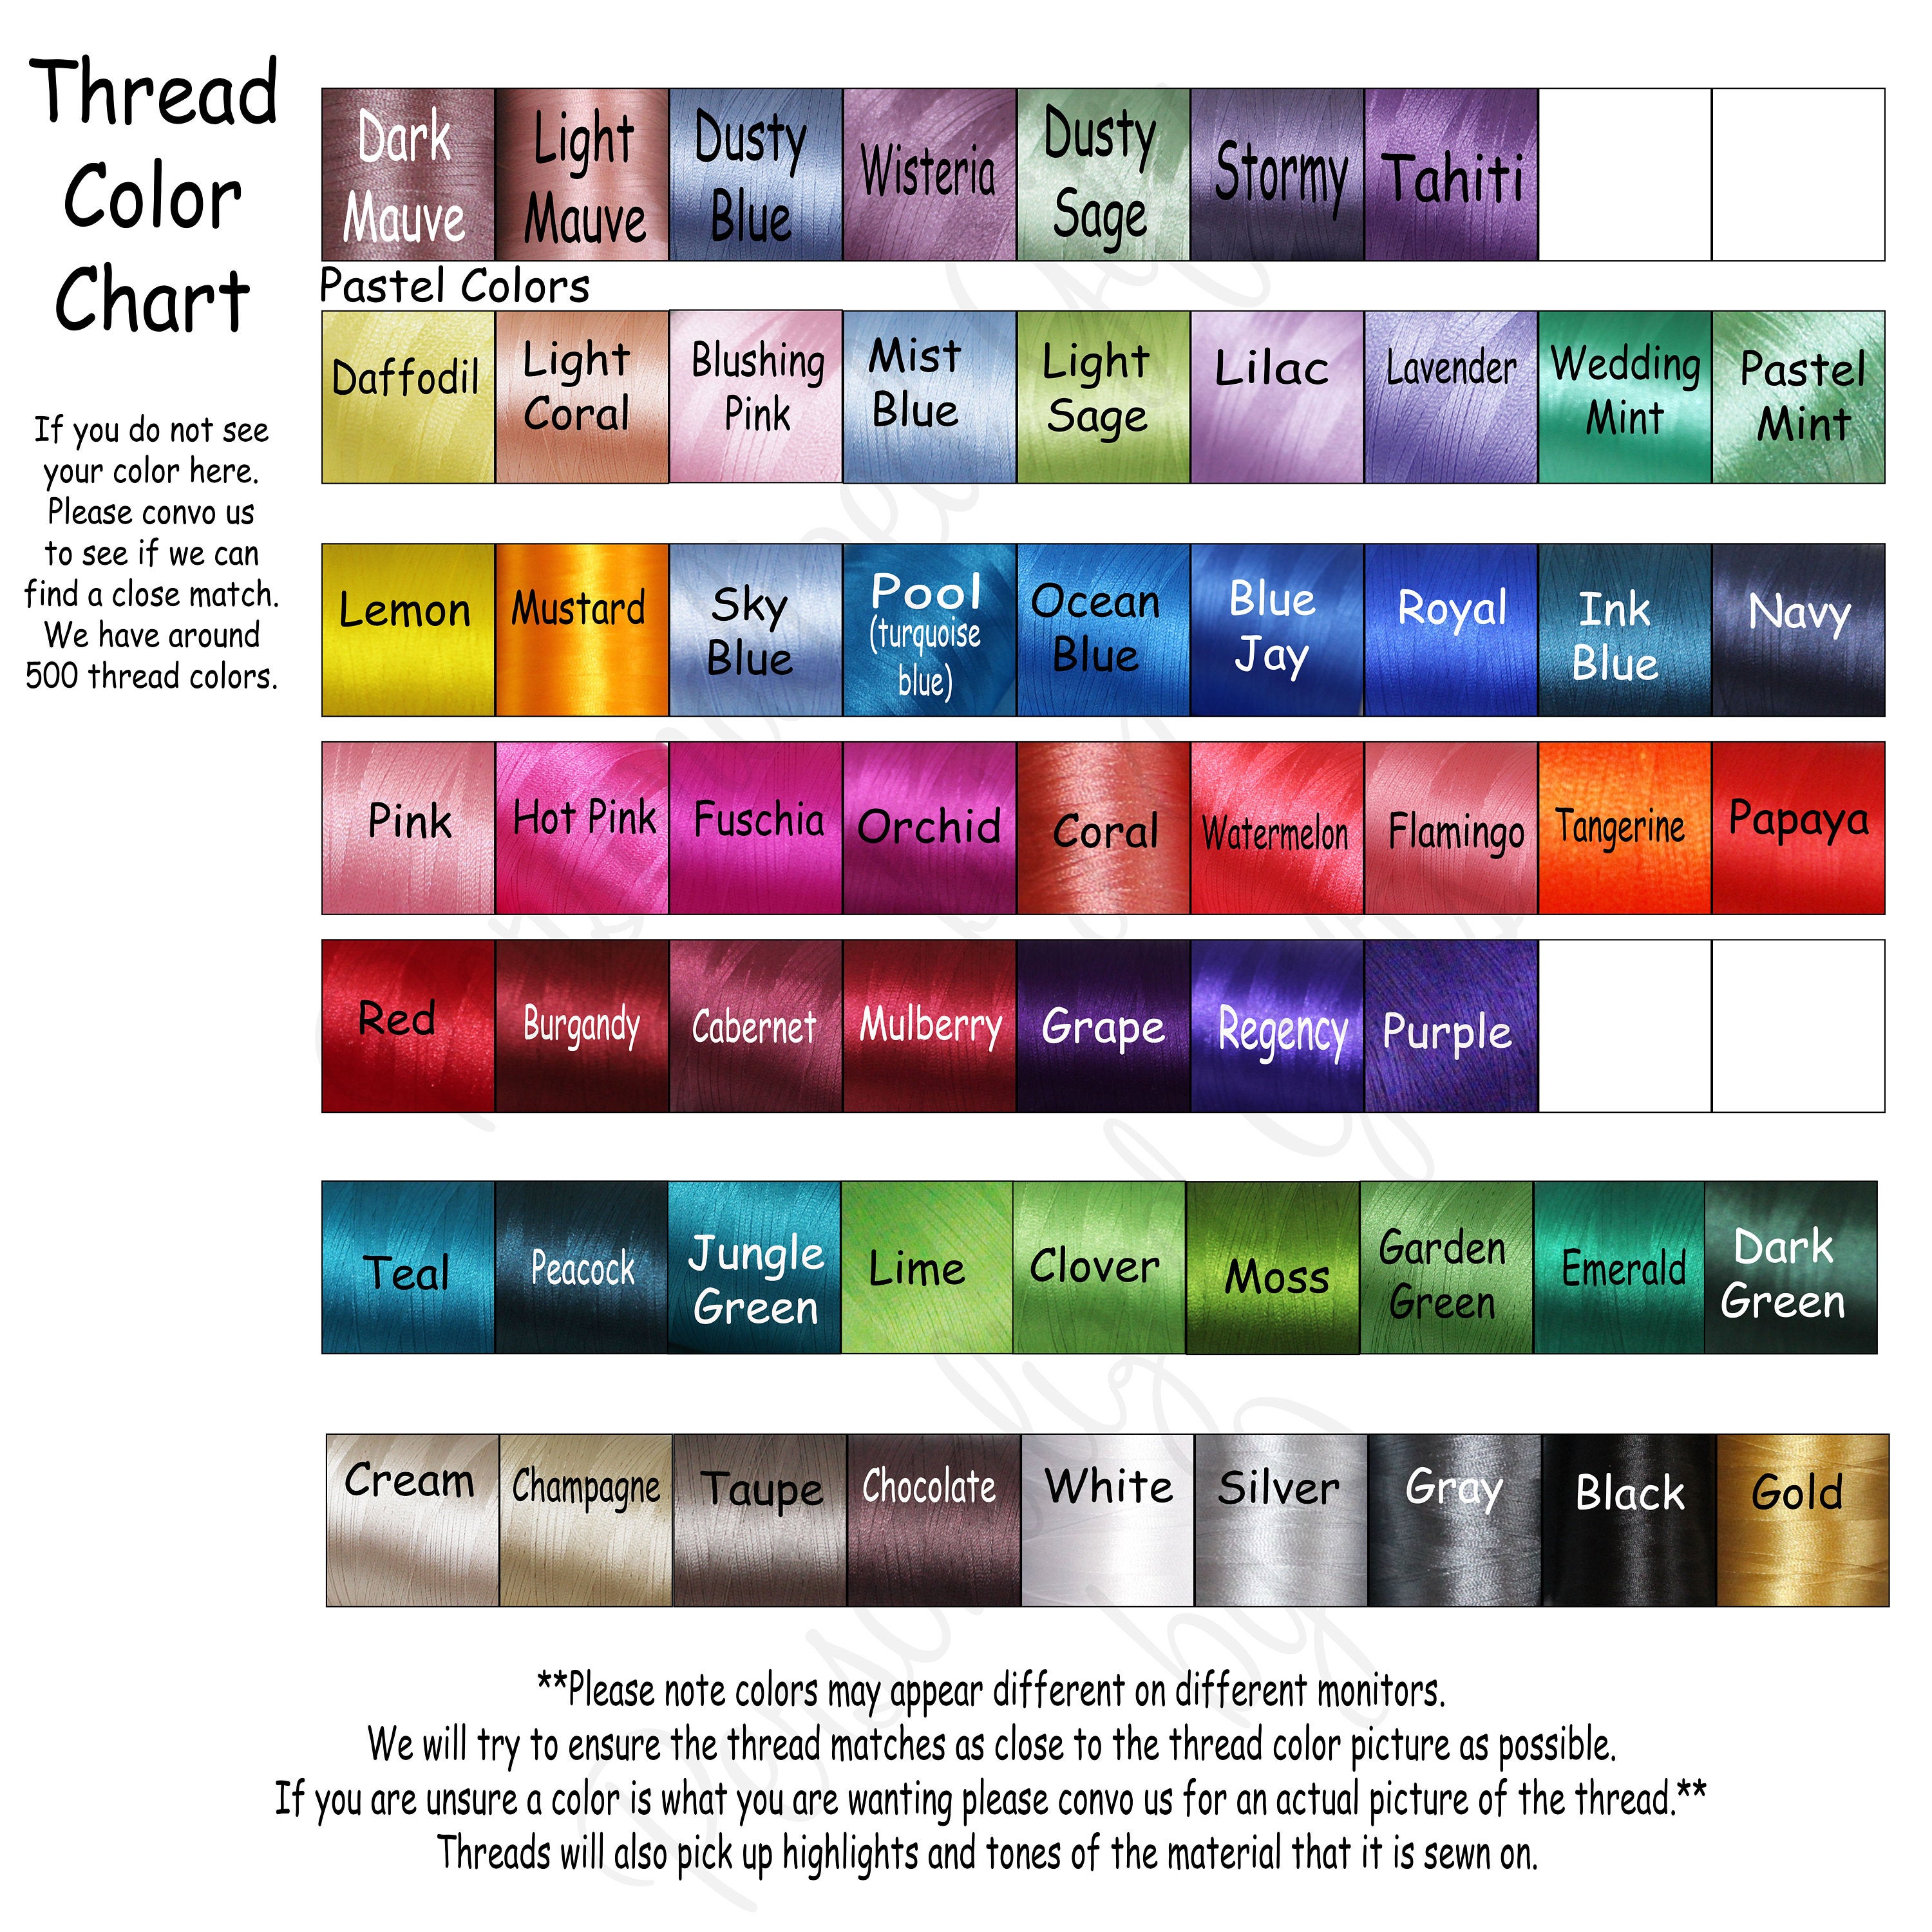 Thread
Color
Chart
If you do not see
your color here.
Please convo us
to see if we can
find a close match.
We have around
500 thread colors.
Dark
Mauve
Light
Mauve
Dusty
Blue
Wisteria
Dusty
Sage
Stormy
Tahiti
Pastel Colors
Daffodil
Light
Coral
Blushing
Pink
Mist
Blue
Light
Sage
Lilac
Lavender
Wedding
Mint
Pastel
Mint
Lemon
Mustard
Sky
Blue
Pool
(turquoise
blue)
Ocean
Blue
Blue
Jay
Royal
Ink
Blue
Navy
Pink
Hot Pink
Fuschia
Orchid
Coral
Watermelon
Flamingo
Tangerine
Papaya
Red
Burgandy
Cabernet
Mulberry
Grape
Regency
Purple
Teal
Peacock
Jungle
Green
Lime
Clover
Moss
Garden
Green
Emerald
Dark
Green
Cream
Champagne
Taupe
Chocolate
White
Silver
Gray
Black
Gold
**Please note colors may appear different on different monitors.
We will try to ensure the thread matches as close to the thread color picture as possible.
If you are unsure a color is what you are wanting please convo us for an actual picture of the thread.**
Threads will also pick up highlights and tones of the material that it is sewn on.
by